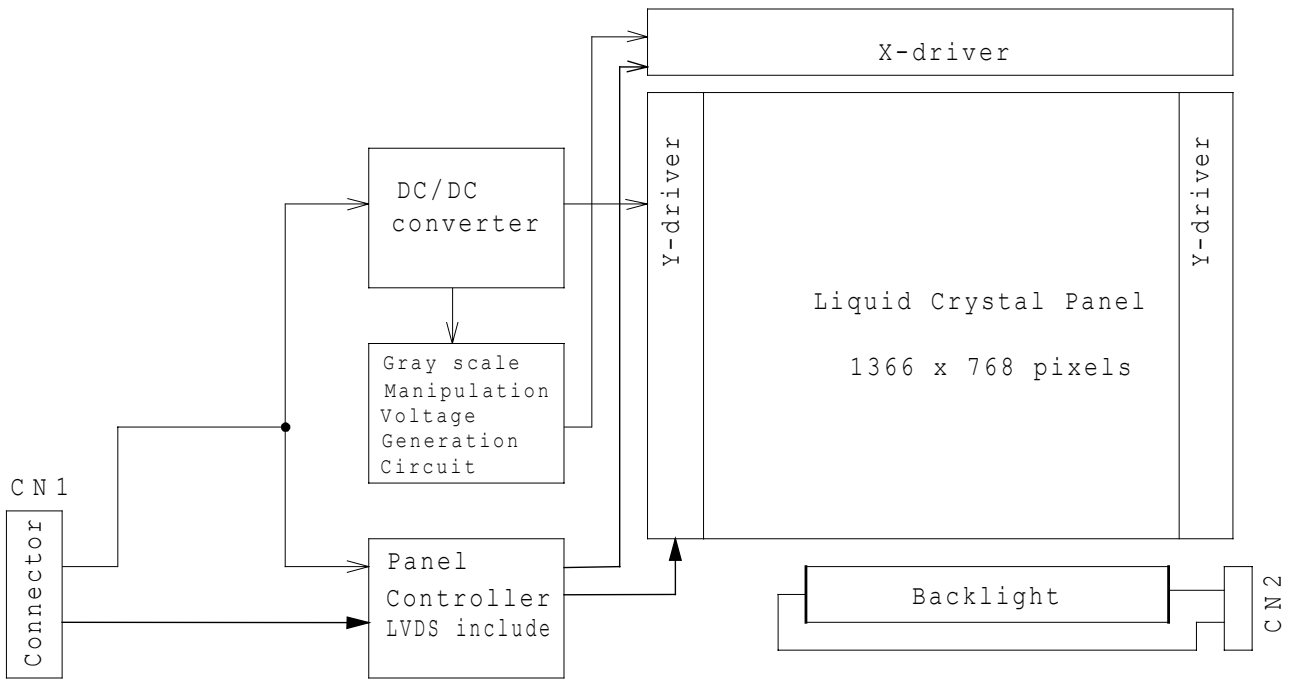 X-driver
Y-driver
Y-driver
DC/DC
converter
Liquid Crystal Panel
1366 x 768 pixels
Gray scale
Manipulation
Voltage
Generation
Circuit
CN1
Connector
Panel
Controller
LVDS include
Backlight
CN2